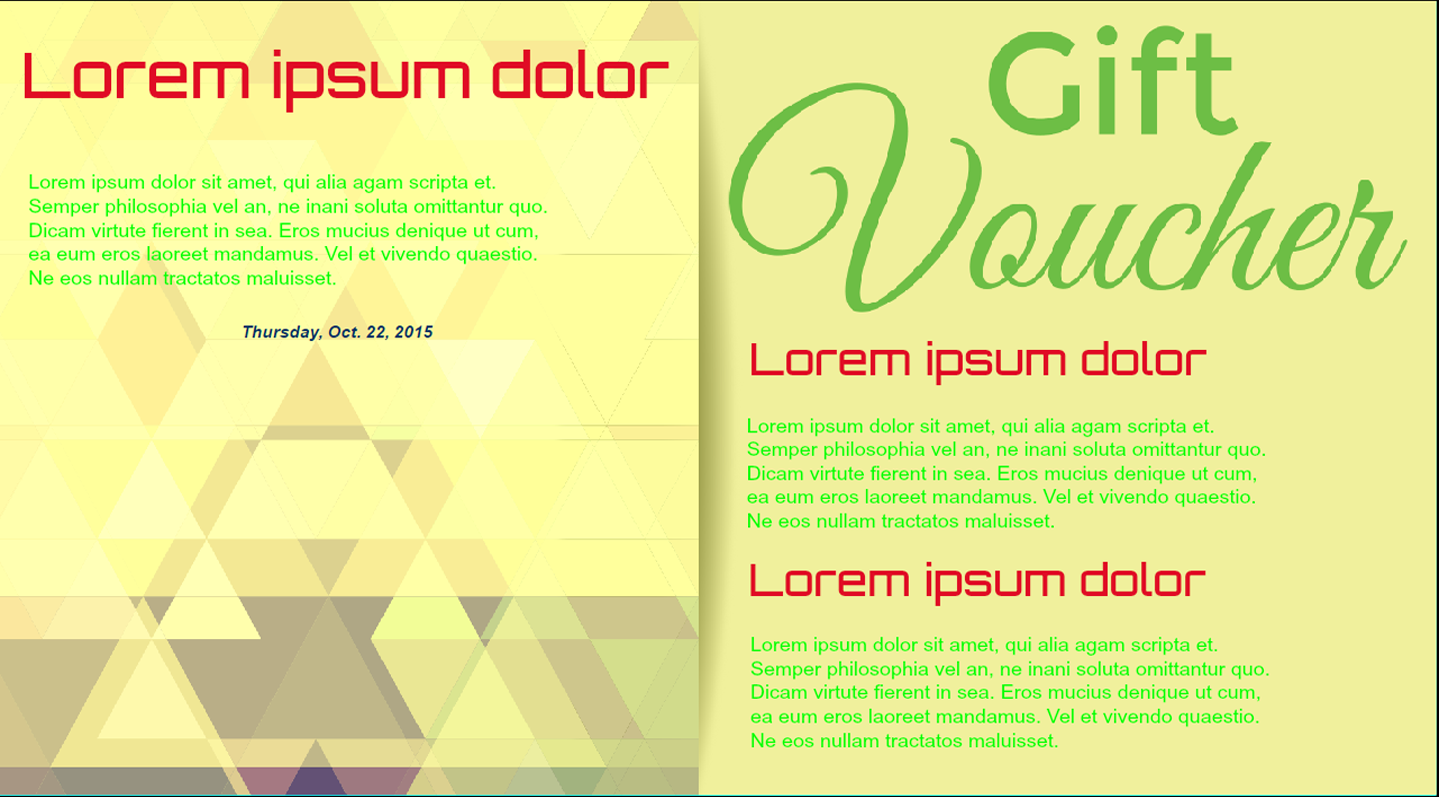 Lorem ipsum dolor
Lorem ipsum dolor sit amet, qui alia agam scripta et.
Semper philosophia vel an, ne inani soluta omittantur quo.
Dicam virtute fierent in sea. Eros mucius denique ut cum,
ea eum eros laoreet mandamus. Vel et vivendo quaestio.
Ne eos nullam tractatos maluisset.
Thursday, Oct. 22, 2015
Gift
Voucher
Lorem ipsum dolor
Lorem ipsum dolor sit amet, qui alia agam scripta et.
Semper philosophia vel an, ne inani soluta omittantur quo.
Dicam virtute fierent in sea. Eros mucius denique ut cum,
ea eum eros laoreet mandamus. Vel et vivendo quaestio.
Ne eos nullam tractatos maluisset.
Lorem ipsum dolor
Lorem ipsum dolor sit amet, qui alia agam scripta et.
Semper philosophia vel an, ne inani soluta omittantur quo.
Dicam virtute fierent in sea. Eros mucius denique ut cum,
ea eum eros laoreet mandamus. Vel et vivendo quaestio.
Ne eos nullam tractatos maluisset.